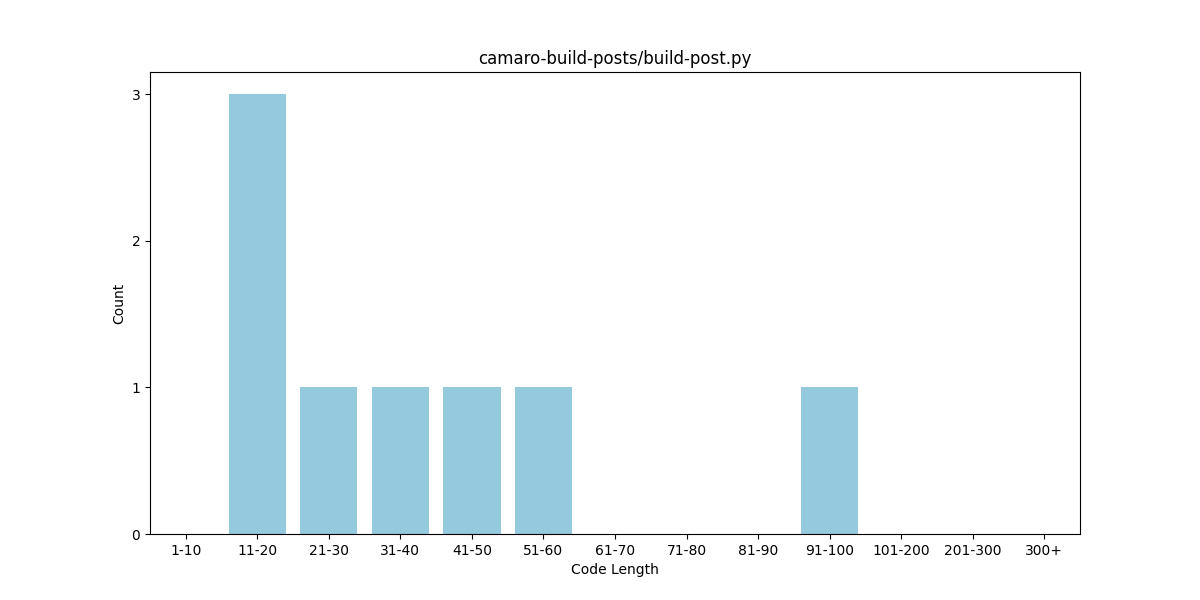 camaro-build-posts/build-post.py
3
2
1
0
Count
1-10 11-20 21-30 31-40 41-50 51-60 61-70 71-80 81-90 91-100 101-200 201-300 300+
Code Length